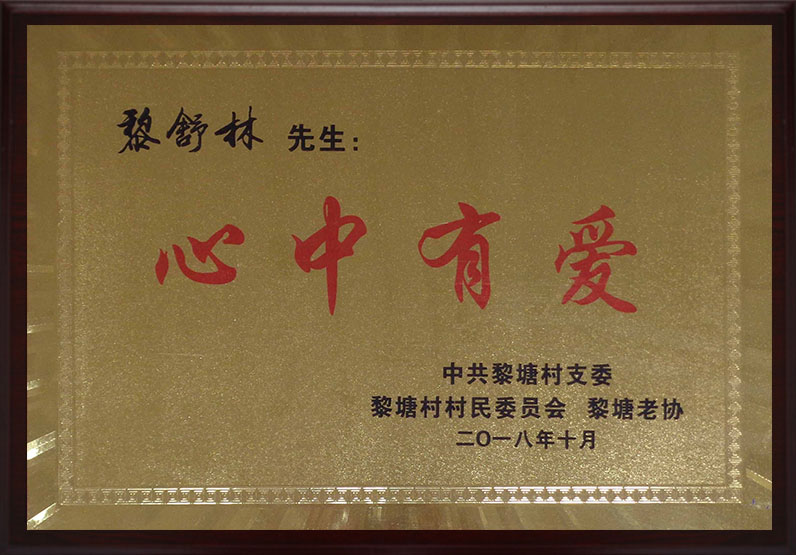 黎舒林 先生：
心中有爱
中共黎塘村支委
黎塘村村民委员会 黎塘老协
二〇一八年十月